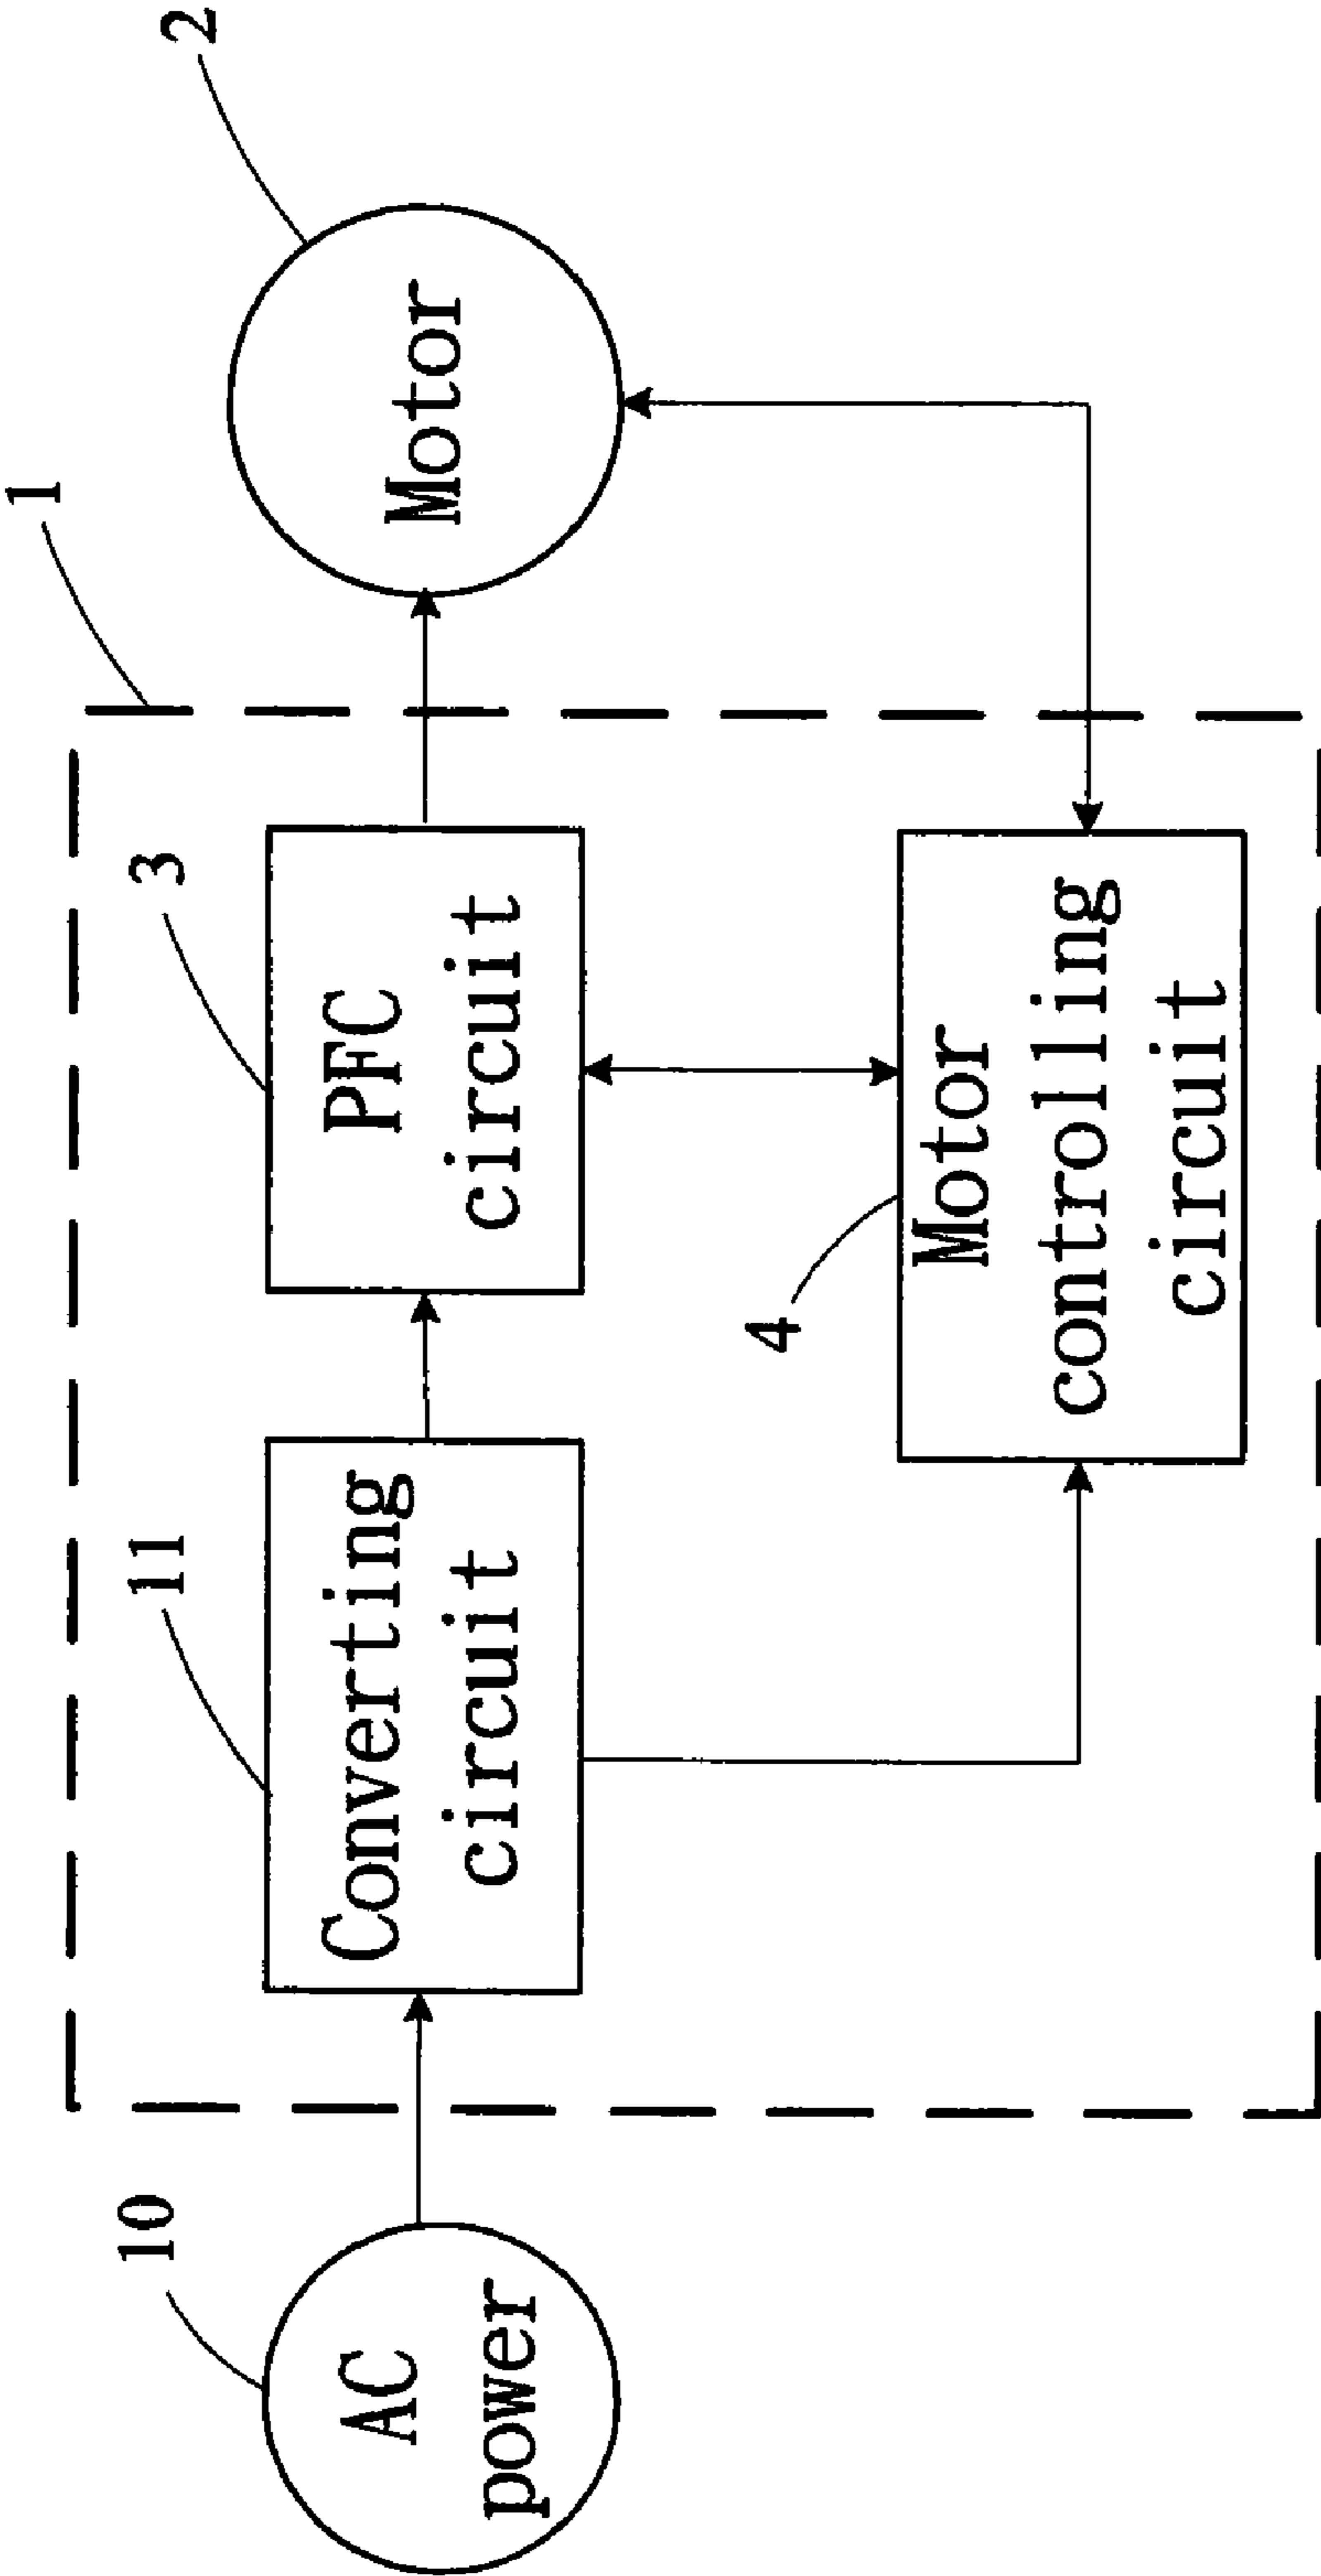 1
2
10
AC
power
11
Converting
circuit
3
PFC
circuit
Motor
4
Motor
controlling
circuit